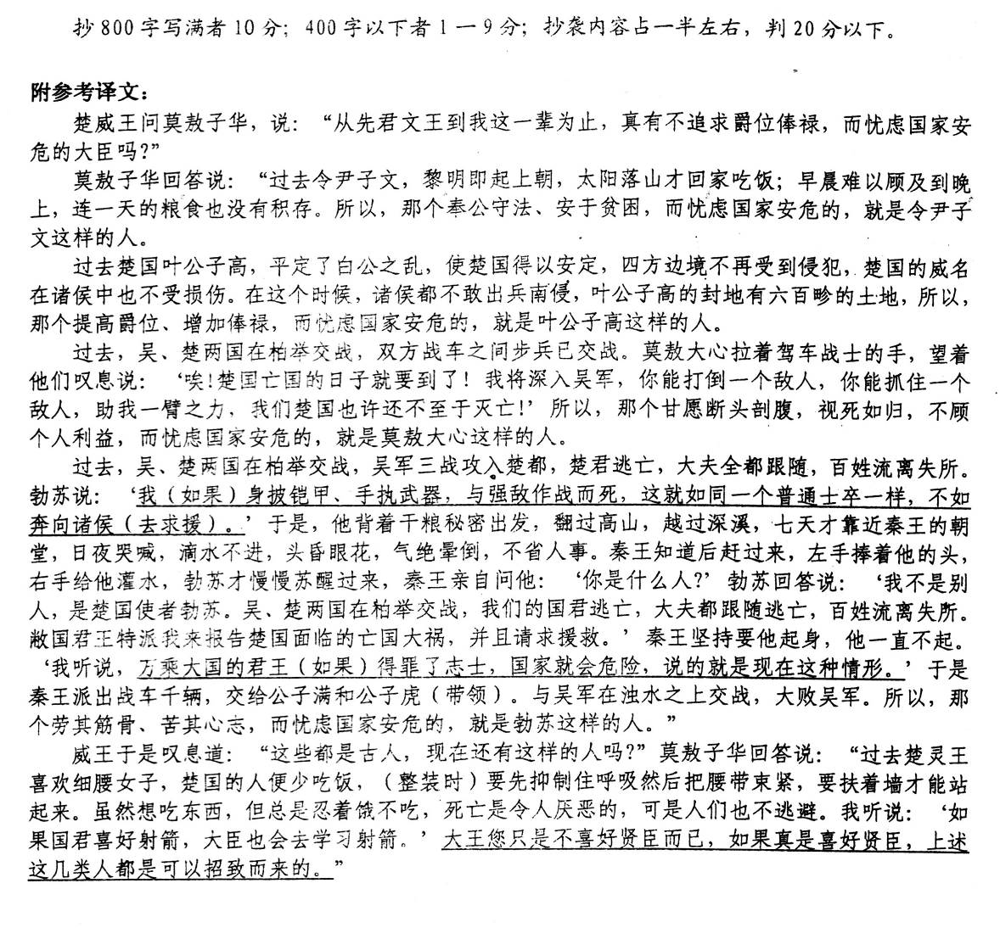 抄800字写满者10分；400字以下者1一9分；抄袭内容占一半左右，判20分以下。
附参考译文：
楚威王问莫敖子华，说：“从先君文王到我这一辈为止，真有不追求爵位俸禄，而忧虑国家安
危的大臣吗?”
莫敖子华回答说：“过去令尹子文，黎明即起上朝，太阳落山才回家吃饭；早晨难以顾及到晚
上，连一天的粮食也没有积存。所以，那个奉公守法、安于贫困，而忧虑国家安危的，就是令尹子
文这样的人。
过去楚国叶公子高，平定了白公之乱，使楚国得以安定，四方边境不再受到侵犯，楚国的威名
在诸侯中也不受损伤。在这个时候，诸侯都不敢出兵南侵，叶公子高的封地有六百畛的土地，所以，
那个提高爵位、增加俸禄，而忧虑国家安危的，就是叶公子高这样的人。
过去，吴、楚两国在柏举交战，双方战车之间步兵已交战。莫敖大心拉着驾车战士的手，望着
他们叹息说：‘唉!楚国亡国的日子就要到了！我将深入吴军，你能打倒一个敌人，你能抓住一个
敌人，助我一臂之力，我们楚国也许还不至于灭亡!’所以，那个甘愿断头剖腹，视死如归，不顾
个人利益，而忧虑国家安危的，就是莫敖大心这样的人。
过去，吴、楚两国在柏举交战，吴军三战攻入楚都，楚君逃亡，大夫全都跟随，百姓流离失所。
勃苏说：‘我（如果）身披铠甲、手执武器，与强敌作战而死，这就如同一个普通士卒一样，不如
奔向诸侯（去求援）。’于是，他背着干粮秘密出发，翻过高山，越过深溪，七天才靠近秦王的朝
堂，日夜哭喊，滴水不进，头昏眼花，气绝晕倒，不省人事。秦王知道后赶过来，左手捧着他的头，
右手给他灌水，勃苏才慢慢苏醒过来，秦王亲自问他：‘你是什么人?’勃苏回答说：‘我不是别
人，是楚国使者勃苏。吴、楚两国在柏举交战，我们的国君逃亡，大夫都跟随逃亡，百姓流离失所。
敝国君王特派我来报告楚国面临的亡国大祸，并且请求援救。’秦王坚持要他起身，他一直不起。
‘我听说，万乘大国的君王（如果）得罪了志士，国家就会危险，说的就是现在这种情形。’于是
秦王派出战车千辆，交给公子满和公子虎（带领）。与吴军在浊水之上交战，大败吴军。所以，那
个劳其筋骨、苦其心志，而忧虑国家安危的，就是勃苏这样的人。”
威王于是叹息道：“这些都是古人，现在还有这样的人吗?”莫敖子华回答说：“过去楚灵王
喜欢细腰女子，楚国的人便少吃饭，（整装时）要先抑制住呼吸然后把腰带束紧，要扶着墙才能站
起来。虽然想吃东西，但总是忍着饿不吃，死亡是令人厌恶的，可是人们也不逃避。我听说：‘如
果国君喜好射箭，大臣也会去学习射箭。’大王您只是不喜好贤臣而已，如果真是喜好贤臣，上述
这几类人都是可以招致而来的。”